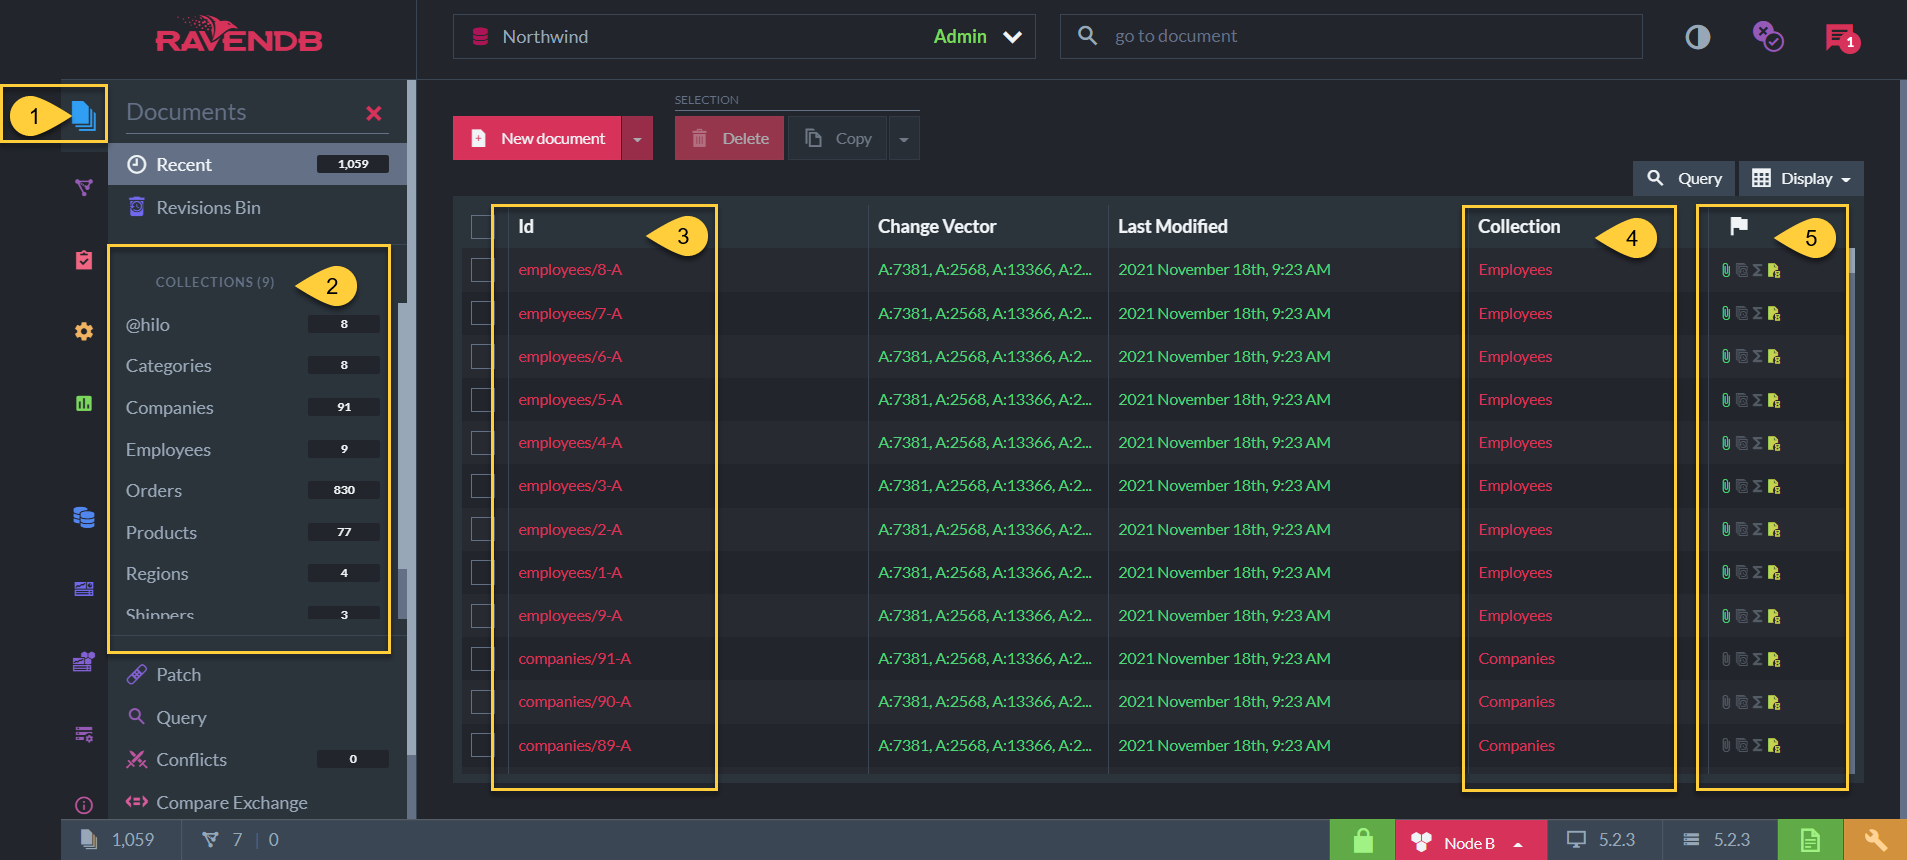 RAVENDB
Northwind
Admin
go to document
1
1
Documents
Recent 1,059
Revisions Bin
COLLECTIONS (9)
2
@hilo 8
Categories 8
Companies 91
Employees 9
Orders 830
Products 77
Regions 4
Shippers 3
Patch
Query
Conflicts 0
Compare Exchange
SELECTION
New document
Delete
Copy
Query
Display
Id 3 Change Vector Last Modified Collection 4 5
employees/8-A A:7381, A:2568, A:13366, A:2... 2021 November 18th, 9:23 AM Employees
employees/7-A A:7381, A:2568, A:13366, A:2... 2021 November 18th, 9:23 AM Employees
employees/6-A A:7381, A:2568, A:13366, A:2... 2021 November 18th, 9:23 AM Employees
employees/5-A A:7381, A:2568, A:13366, A:2... 2021 November 18th, 9:23 AM Employees
employees/4-A A:7381, A:2568, A:13366, A:2... 2021 November 18th, 9:23 AM Employees
employees/3-A A:7381, A:2568, A:13366, A:2... 2021 November 18th, 9:23 AM Employees
employees/2-A A:7381, A:2568, A:13366, A:2... 2021 November 18th, 9:23 AM Employees
employees/1-A A:7381, A:2568, A:13366, A:2... 2021 November 18th, 9:23 AM Employees
employees/9-A A:7381, A:2568, A:13366, A:2... 2021 November 18th, 9:23 AM Employees
companies/91-A A:7381, A:2568, A:13366, A:2... 2021 November 18th, 9:23 AM Companies
companies/90-A A:7381, A:2568, A:13366, A:2... 2021 November 18th, 9:23 AM Companies
companies/89-A A:7381, A:2568, A:13366, A:2... 2021 November 18th, 9:23 AM Companies
1,059 7 | 0 Node B 5.2.3 5.2.3